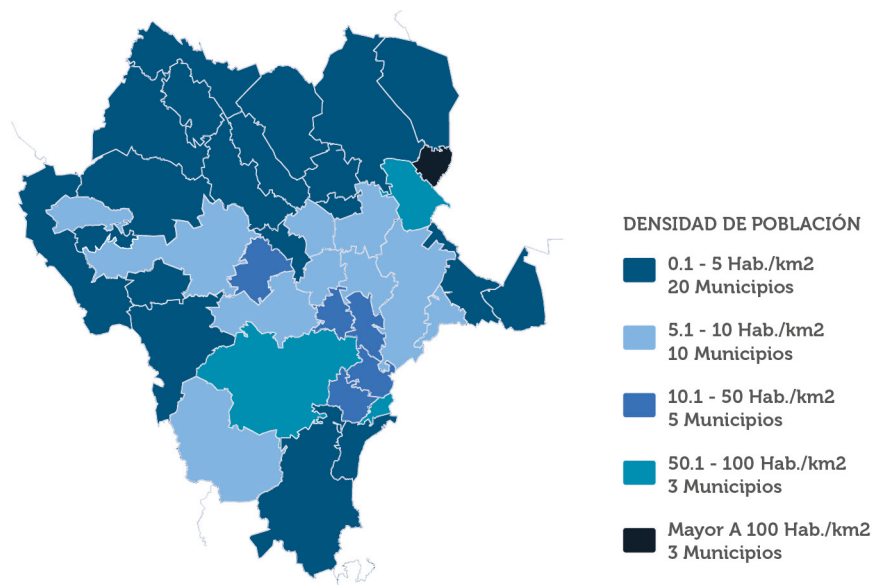 DENSIDAD DE POBLACIÓN
0.1 - 5 Hab./km2
20 Municipios
5.1 - 10 Hab./km2
10 Municipios
10.1 - 50 Hab./km2
5 Municipios
50.1 - 100 Hab./km2
3 Municipios
Mayor A 100 Hab./km2
3 Municipios